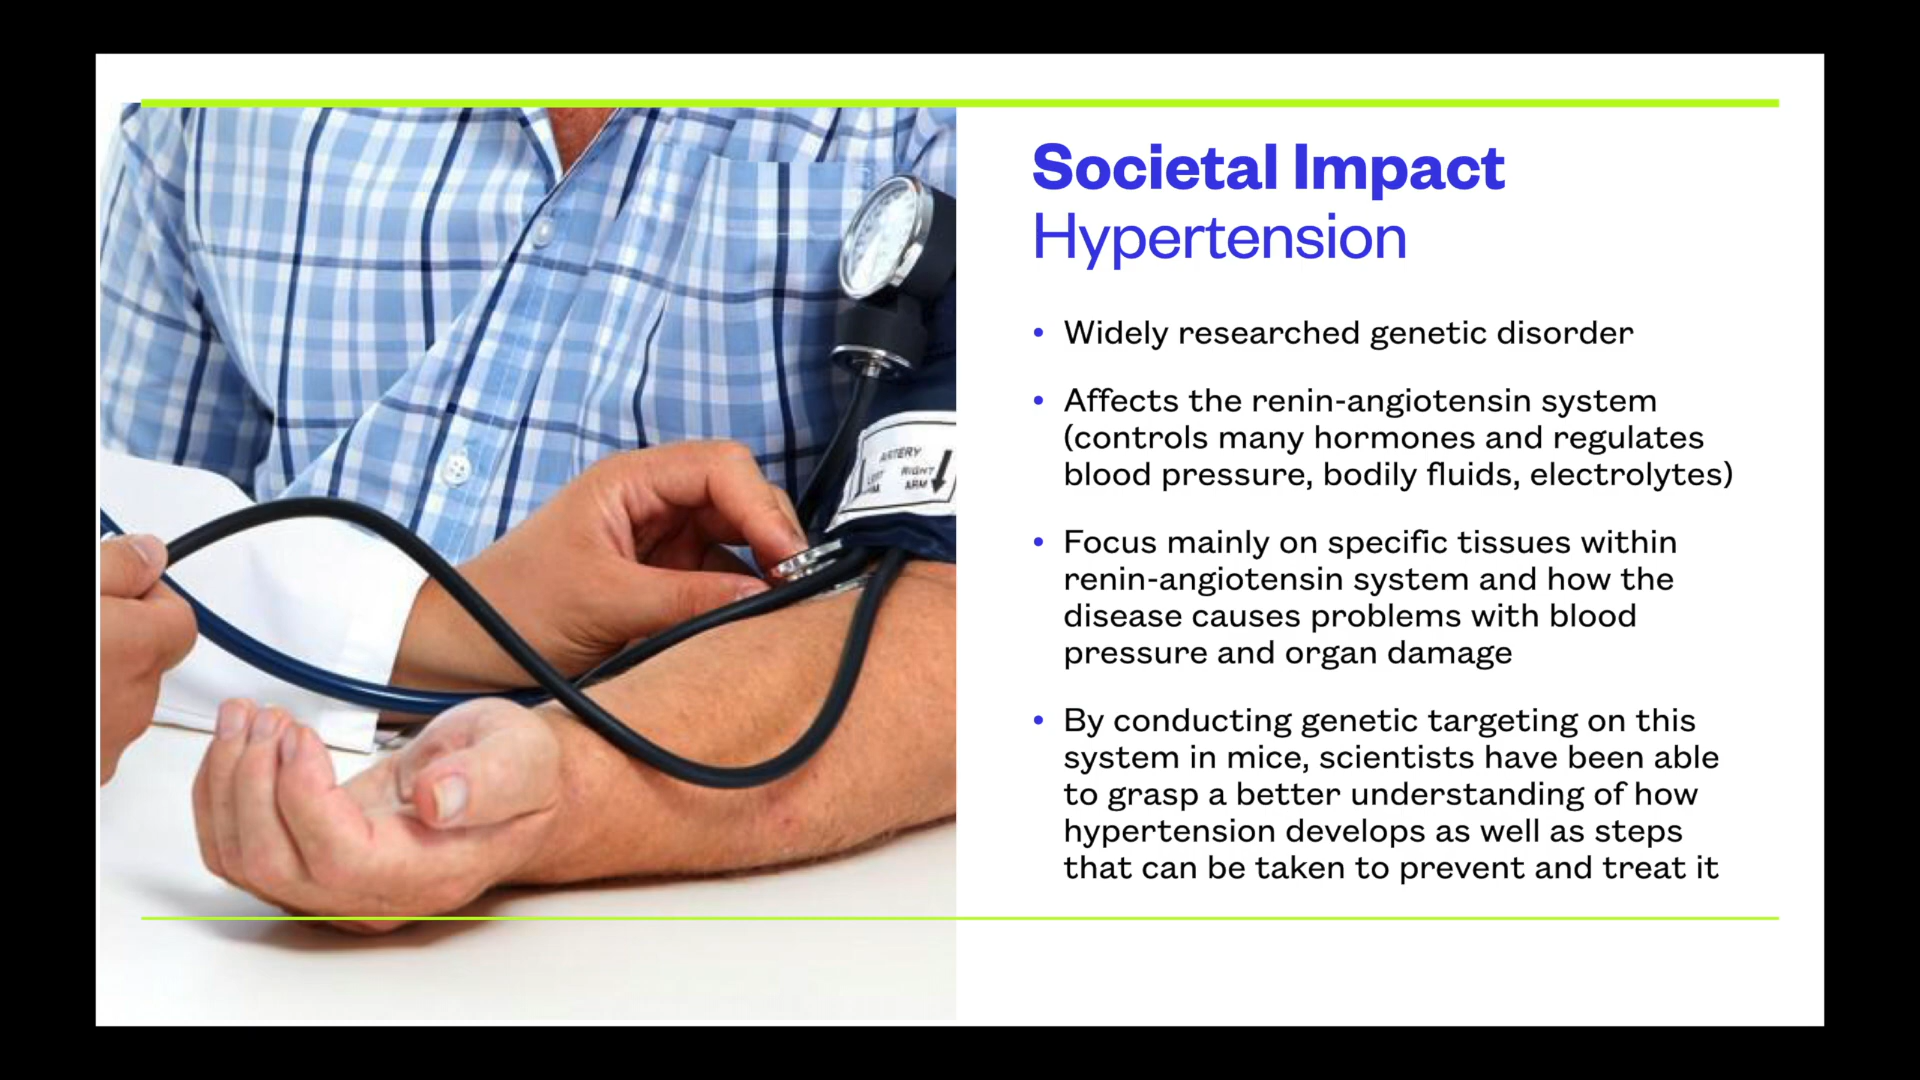 Societal Impact
Hypertension
• Widely researched genetic disorder
• Affects the renin-angiotensin system
(controls many hormones and regulates
blood pressure, bodily fluids, electrolytes)
• Focus mainly on specific tissues within
renin-angiotensin system and how the
disease causes problems with blood
pressure and organ damage
• By conducting genetic targeting on this
system in mice, scientists have been able
to grasp a better understanding of how
hypertension develops as well as steps
that can be taken to prevent and treat it
ARTERY
RIGHT
ARM